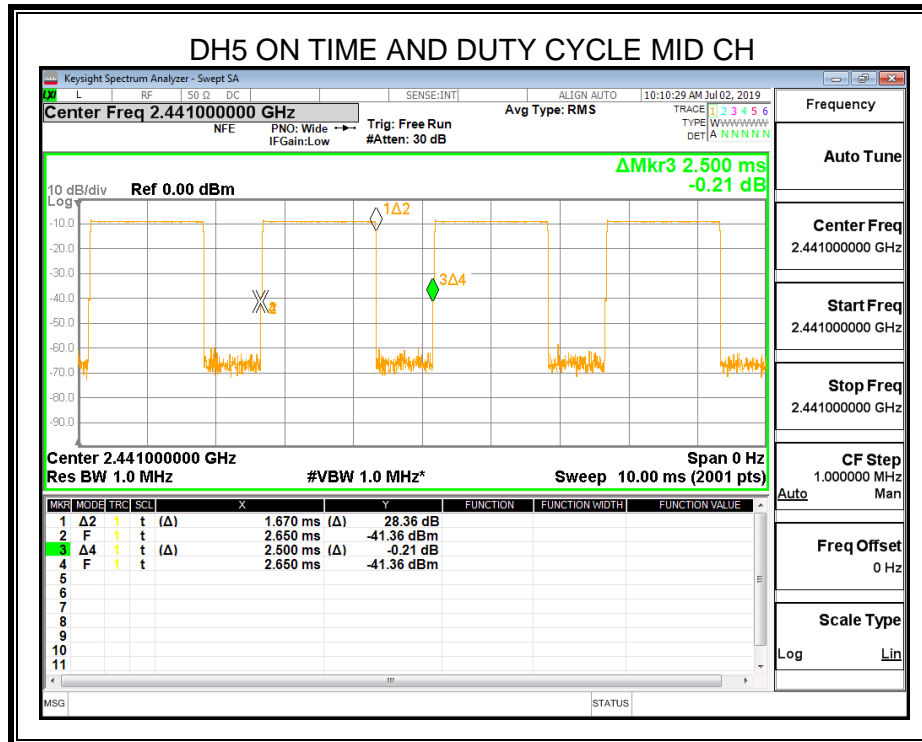 DH5 ON TIME AND DUTY CYCLE MID CH
Keysight Spectrum Analyzer - Swept SA
LXI L RF 50 Ω DC SENSE:INT ALIGN AUTO 10:10:29 AM Jul 02, 2019
Center Freq 2.441000000 GHz
NFE
PNO: Wide
IFGain:Low
Trig: Free Run
#Atten: 30 dB
Avg Type: RMS
TRACE 1 2 3 4 5 6
TYPE WWWWWWW
DET A N N N N N
ΔMkr3 2.500 ms
-0.21 dB
10 dB/div Ref 0.00 dBm
Log
-10.0
-20.0
-30.0
-40.0
-50.0
-60.0
-70.0
-80.0
-90.0
1Δ2
3Δ4
Center 2.441000000 GHz Span 0 Hz
Res BW 1.0 MHz #VBW 1.0 MHz* Sweep 10.00 ms (2001 pts)
MKR MODE TRC SCL X Y FUNCTION FUNCTION WIDTH FUNCTION VALUE
1 Δ2 1 t (Δ) 1.670 ms (Δ) 28.36 dB
2 F 1 t 2.650 ms -41.36 dBm
3 Δ4 1 t (Δ) 2.500 ms (Δ) -0.21 dB
4 F 1 t 2.650 ms -41.36 dBm
5
6
7
8
9
10
11
MSG STATUS
Frequency
Auto Tune
Center Freq
2.441000000 GHz
Start Freq
2.441000000 GHz
Stop Freq
2.441000000 GHz
CF Step
1.000000 MHz
Auto Man
Freq Offset
0 Hz
Scale Type
Log Lin